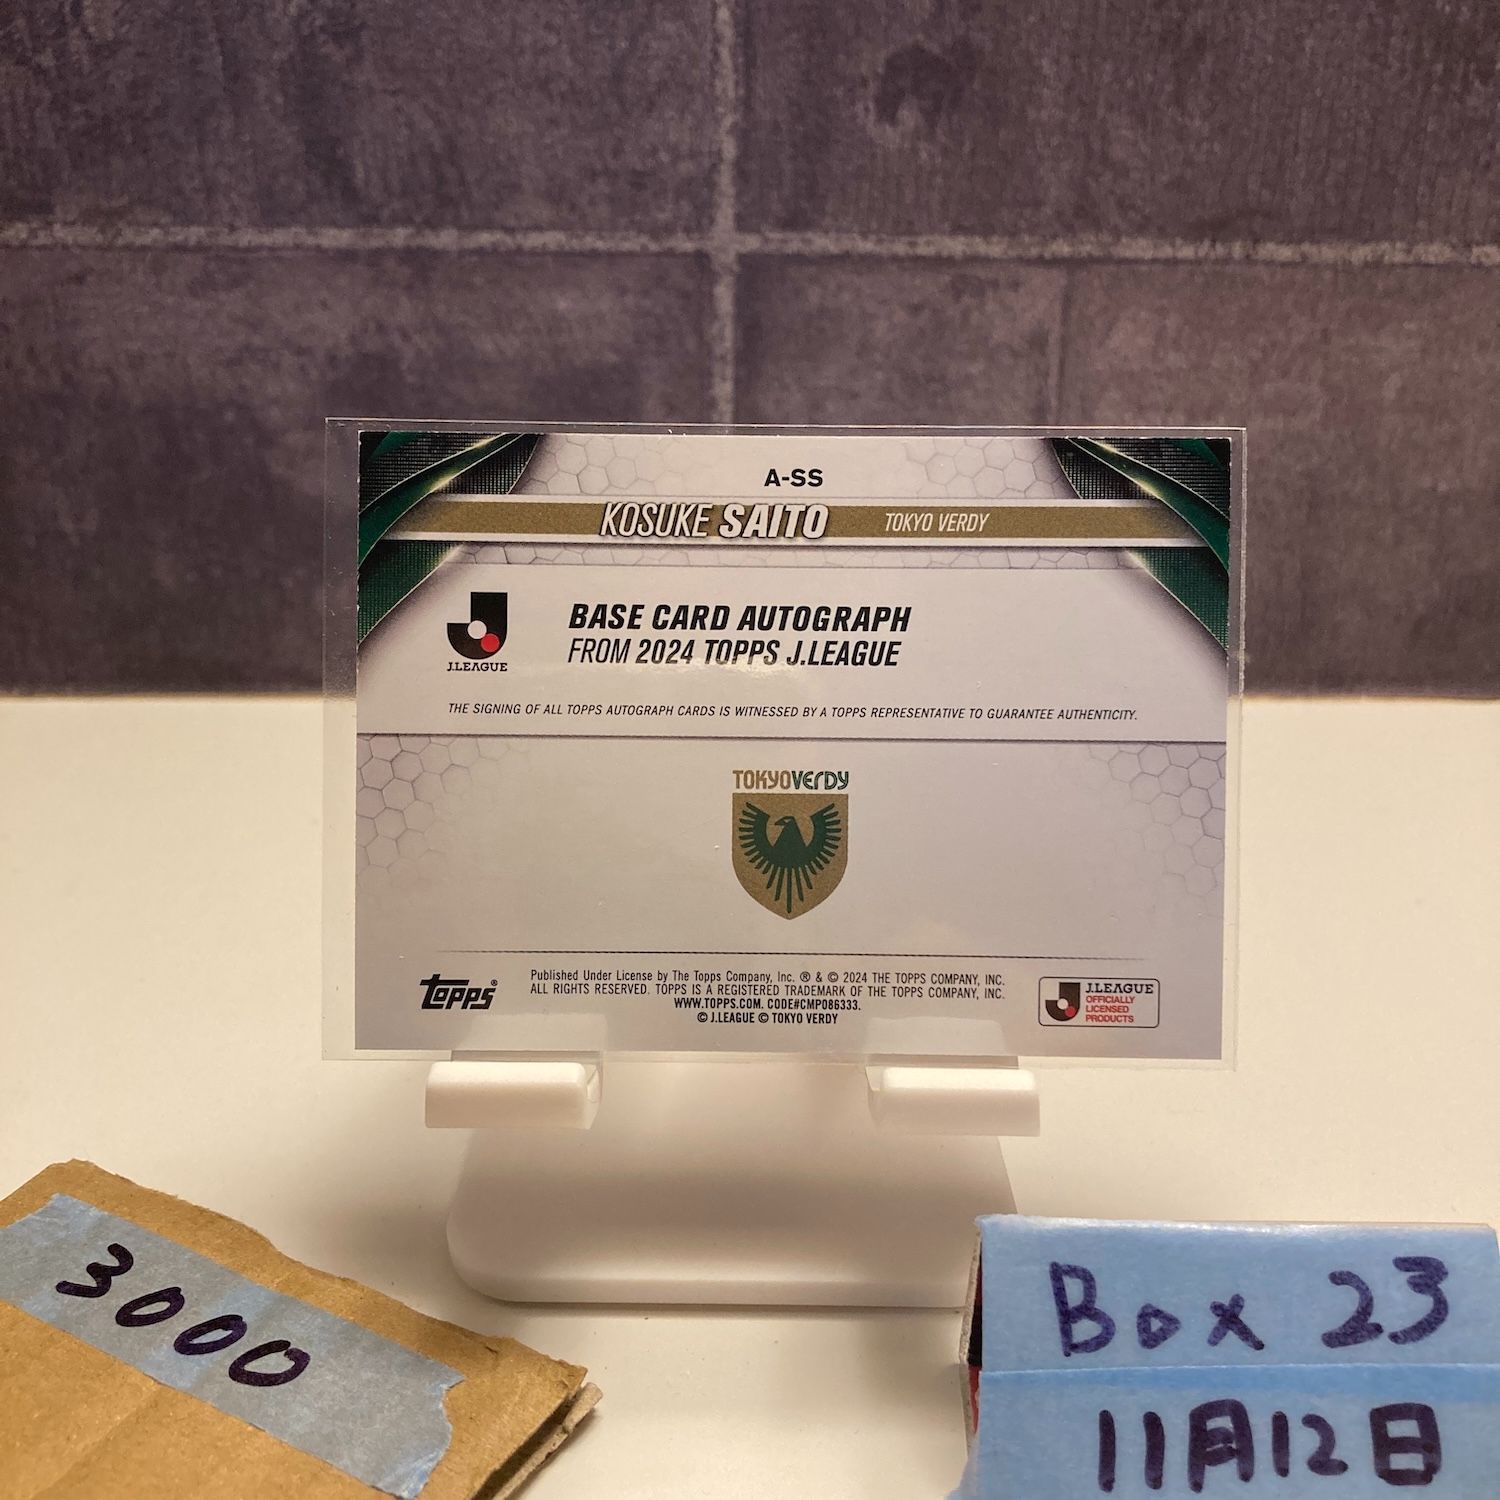 A-SS
KOSUKE SAITO TOKYO VERDY
J.LEAGUE
BASE CARD AUTOGRAPH
FROM 2024 TOPPS J.LEAGUE
THE SIGNING OF ALL TOPPS AUTOGRAPH CARDS IS WITNESSED BY A TOPPS REPRESENTATIVE TO GUARANTEE AUTHENTICITY.
TOKYO VERDY
topps®
Published Under License by The Topps Company, Inc. ® & © 2024 THE TOPPS COMPANY, INC.
ALL RIGHTS RESERVED. TOPPS IS A REGISTERED TRADEMARK OF THE TOPPS COMPANY, INC.
WWW.TOPPS.COM. CODE#CMP086333.
© J.LEAGUE © TOKYO VERDY
J.LEAGUE
OFFICIALLY
LICENSED
PRODUCTS
3000
Box 23
11月12日